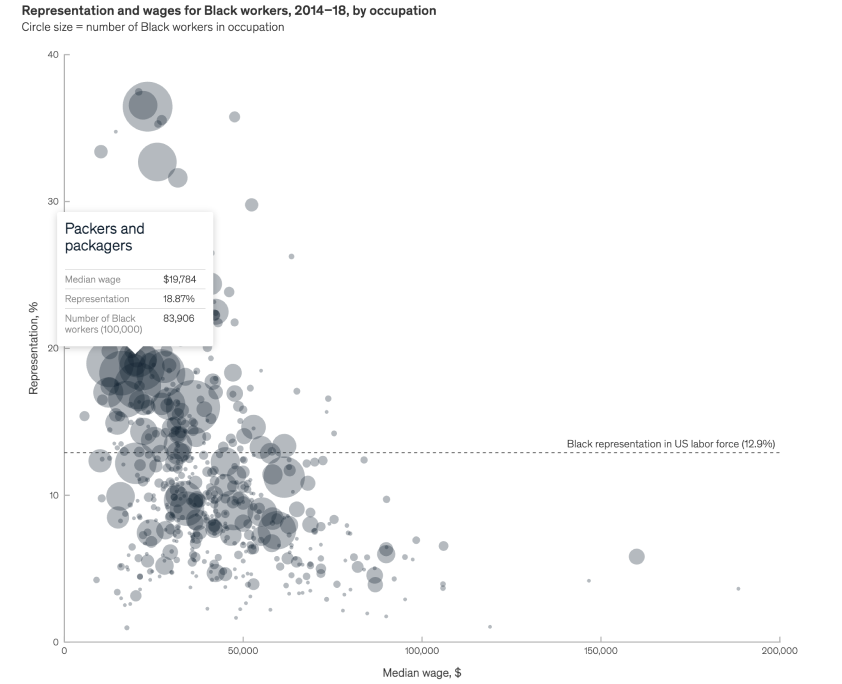 Representation and wages for Black workers, 2014–18, by occupation
Circle size = number of Black workers in occupation
40
30
Packers and
packagers
Median wage $19,784
Representation 18.87%
Number of Black 83,906
workers (100,000)
Representation, %
20
Black representation in US labor force (12.9%)
10
0
0 50,000 100,000 150,000 200,000
Median wage, $